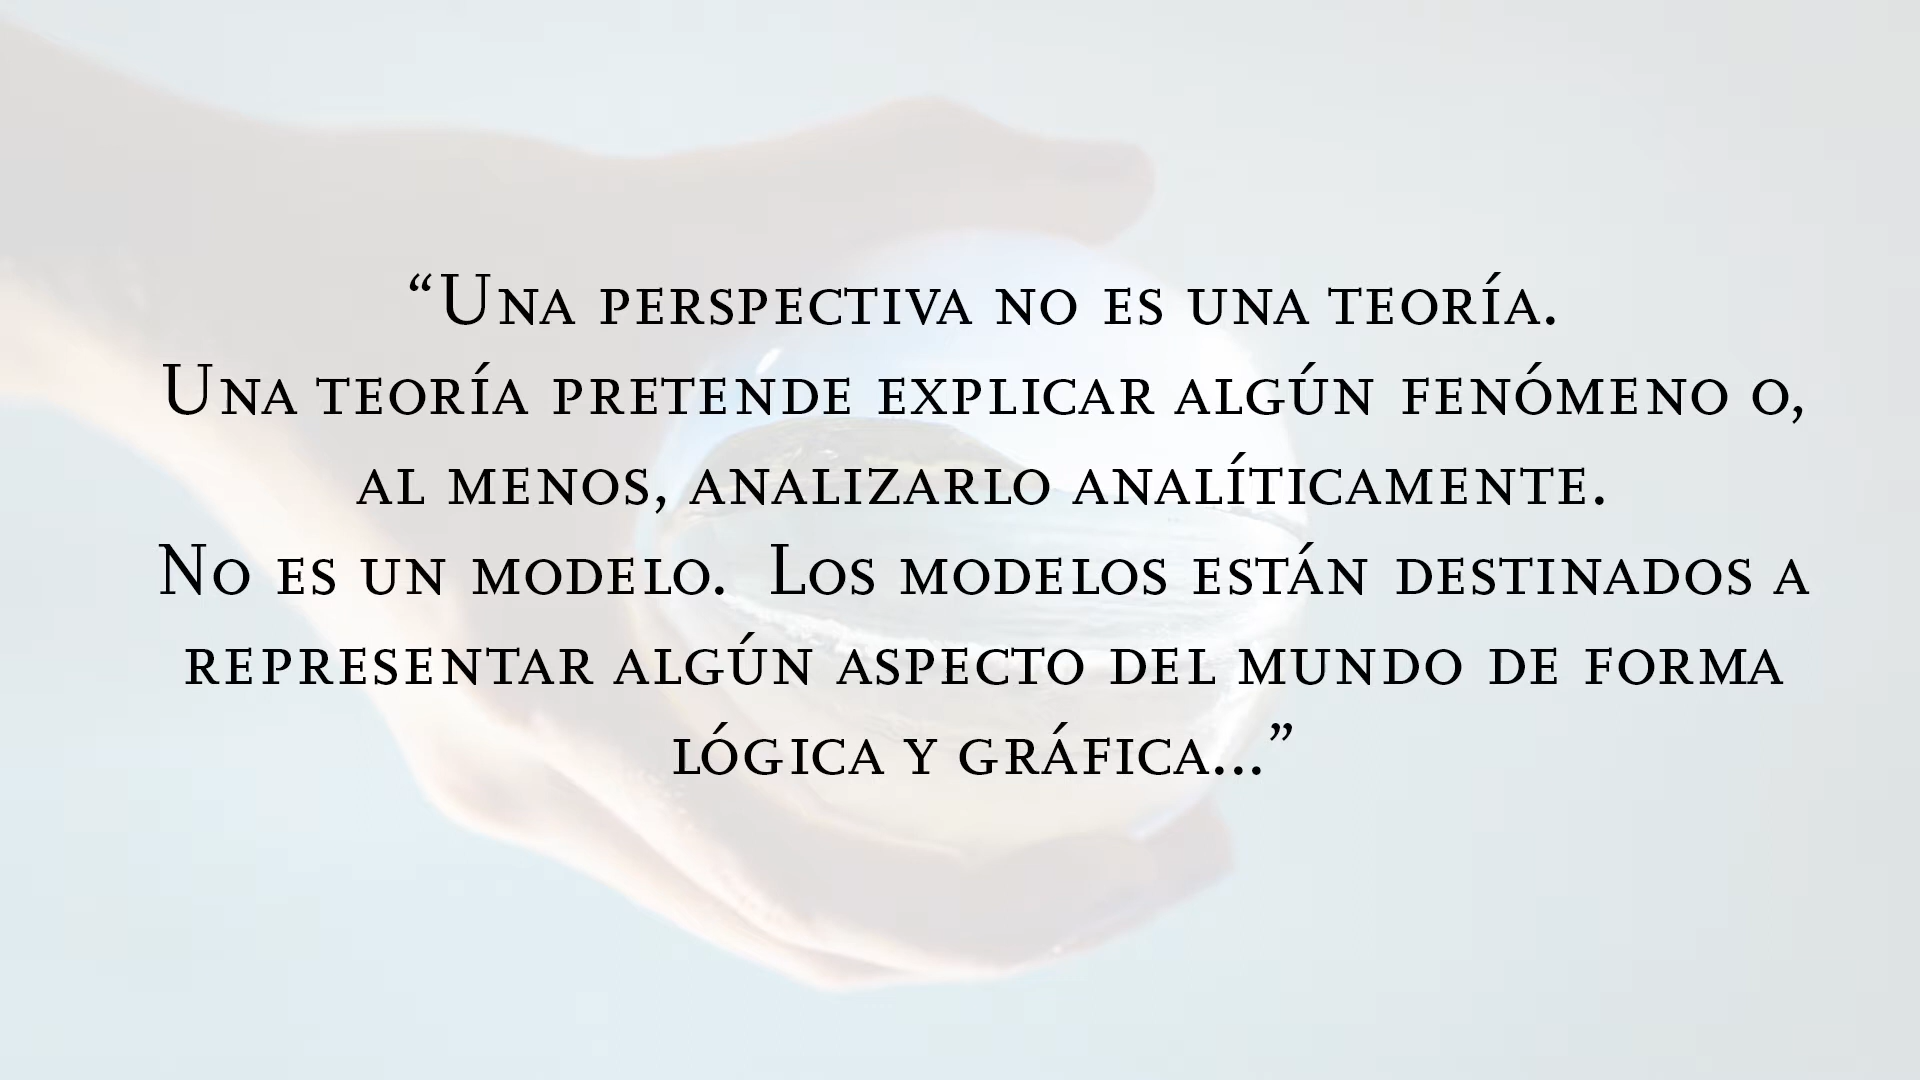 “Una perspectiva no es una teoría.
Una teoría pretende explicar algún fenómeno o,
al menos, analizarlo analíticamente.
No es un modelo.  Los modelos están destinados a
representar algún aspecto del mundo de forma
lógica y gráfica...”